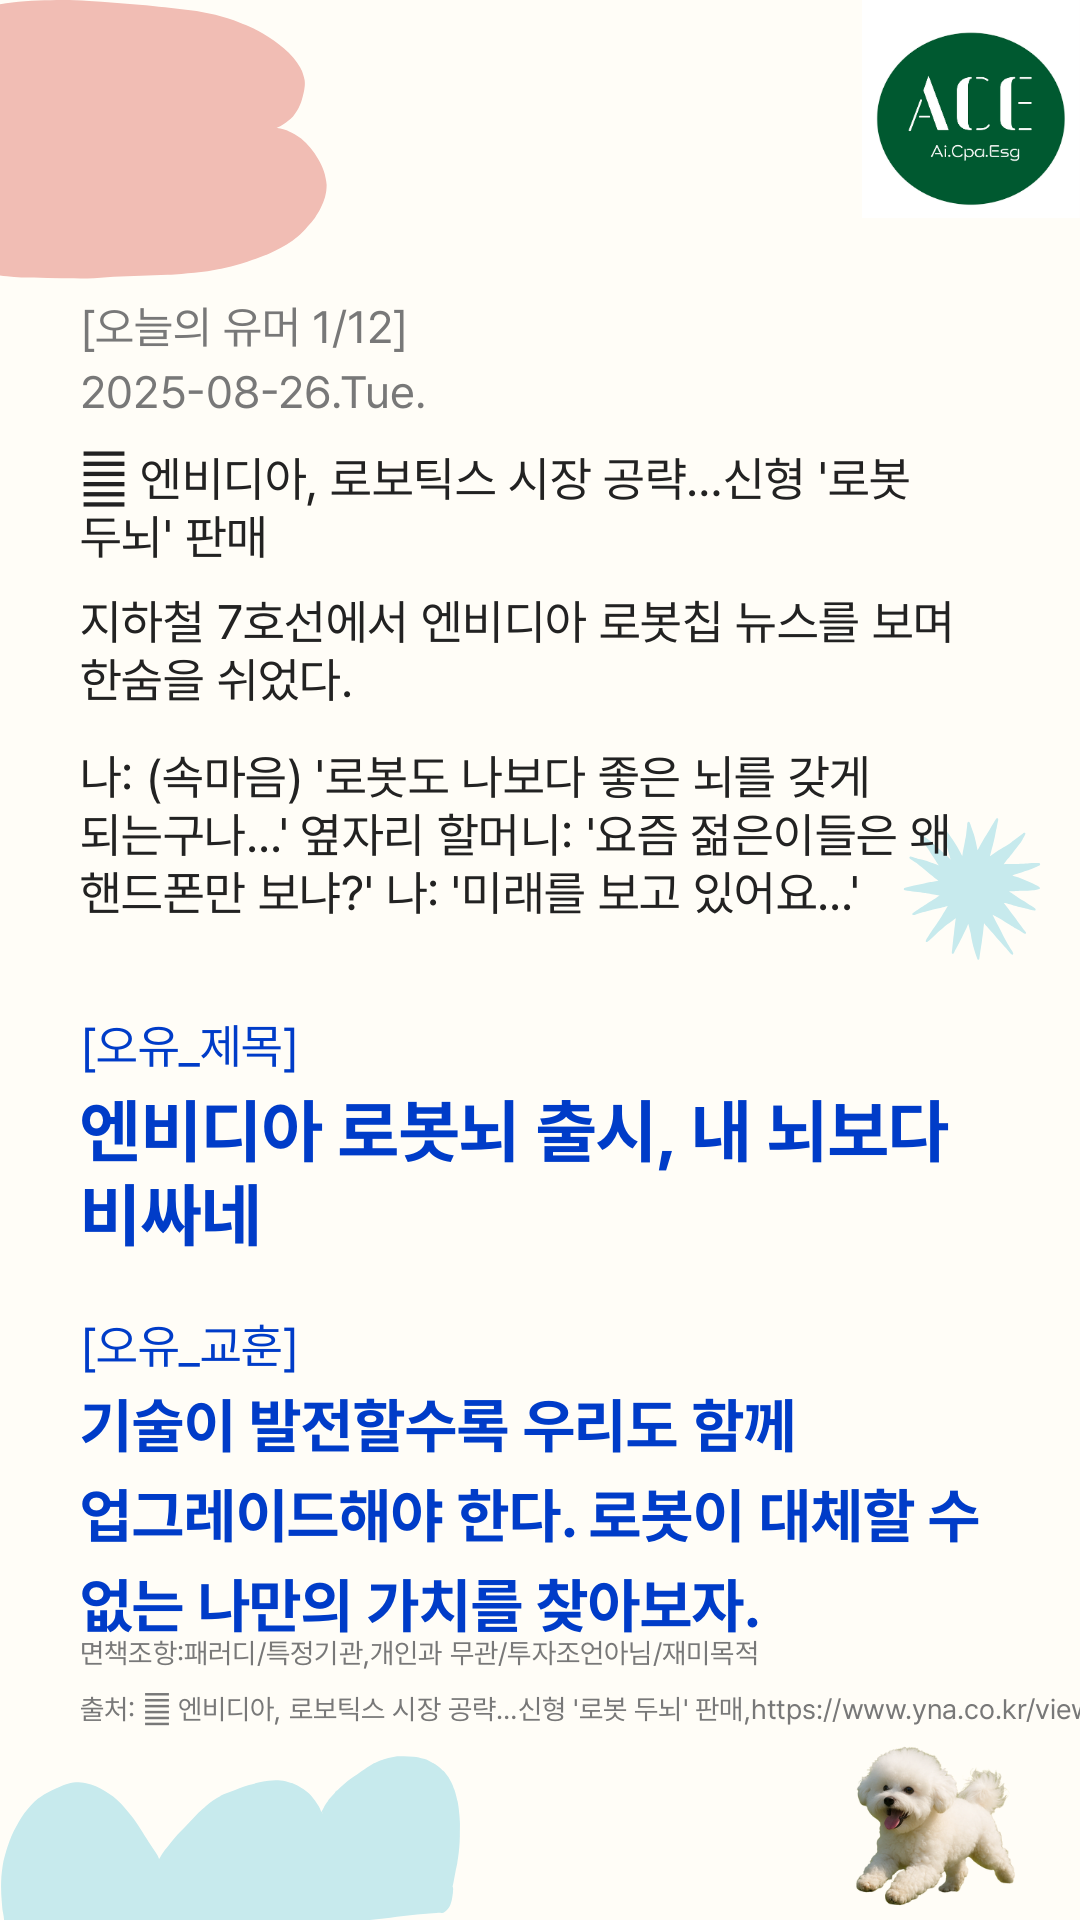 ACE
Ai.Cpa.Esg
[오늘의 유머 1/12]
2025-08-26.Tue.
엔비디아, 로보틱스 시장 공략...신형 '로봇
두뇌' 판매
지하철 7호선에서 엔비디아 로봇칩 뉴스를 보며
한숨을 쉬었다.
나: (속마음) '로봇도 나보다 좋은 뇌를 갖게
되는구나...' 옆자리 할머니: '요즘 젊은이들은 왜
핸드폰만 보냐?' 나: '미래를 보고 있어요...'
[오유_제목]
엔비디아 로봇뇌 출시, 내 뇌보다
비싸네
[오유_교훈]
기술이 발전할수록 우리도 함께
업그레이드해야 한다. 로봇이 대체할 수
없는 나만의 가치를 찾아보자.
면책조항:패러디/특정기관,개인과 무관/투자조언아님/재미목적
출처: 엔비디아, 로보틱스 시장 공략...신형 '로봇 두뇌' 판매,https://www.yna.co.kr/view